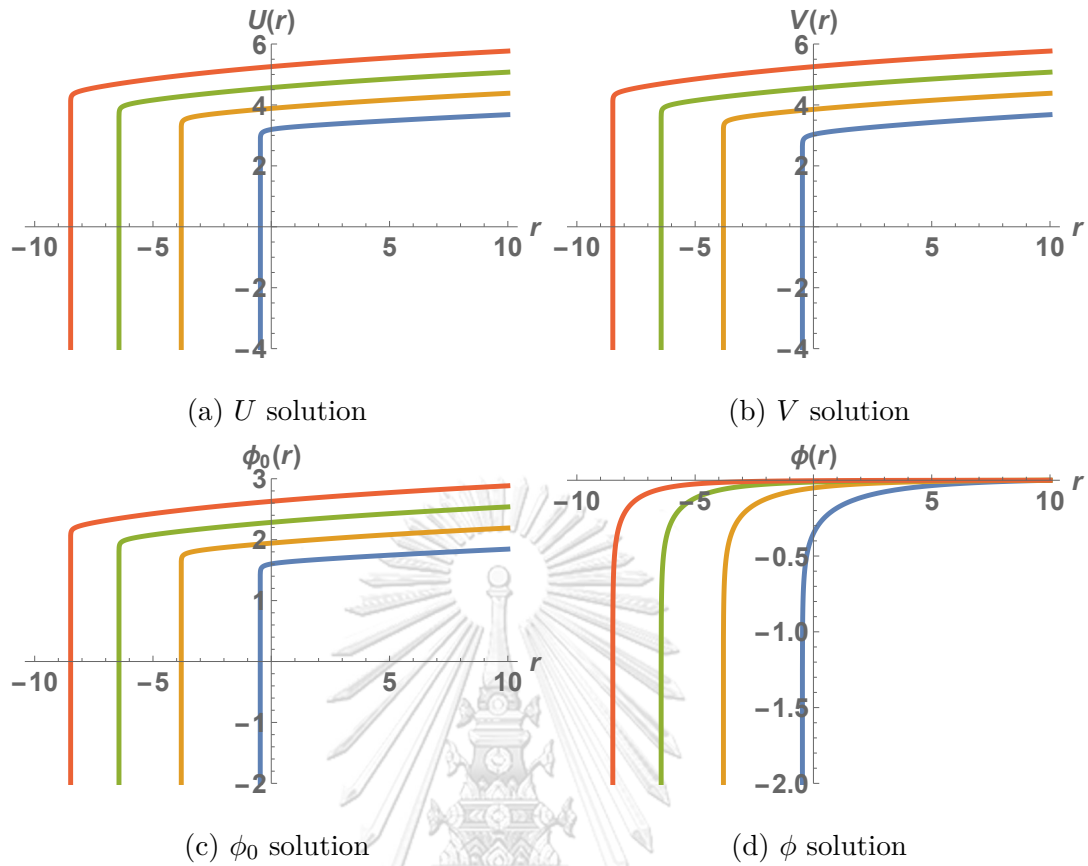 U(r)
6
4
2
−10 −5 5 10 r
−2
−4
(a) U solution
V(r)
6
4
2
−10 −5 5 10 r
−2
−4
(b) V solution
ϕ₀(r)
3
2
1
−10 −5 5 10 r
−1
−2
(c) ϕ₀ solution
ϕ(r)
−10 −5 5 10 r
−0.5
−1.0
−1.5
−2.0
(d) ϕ solution